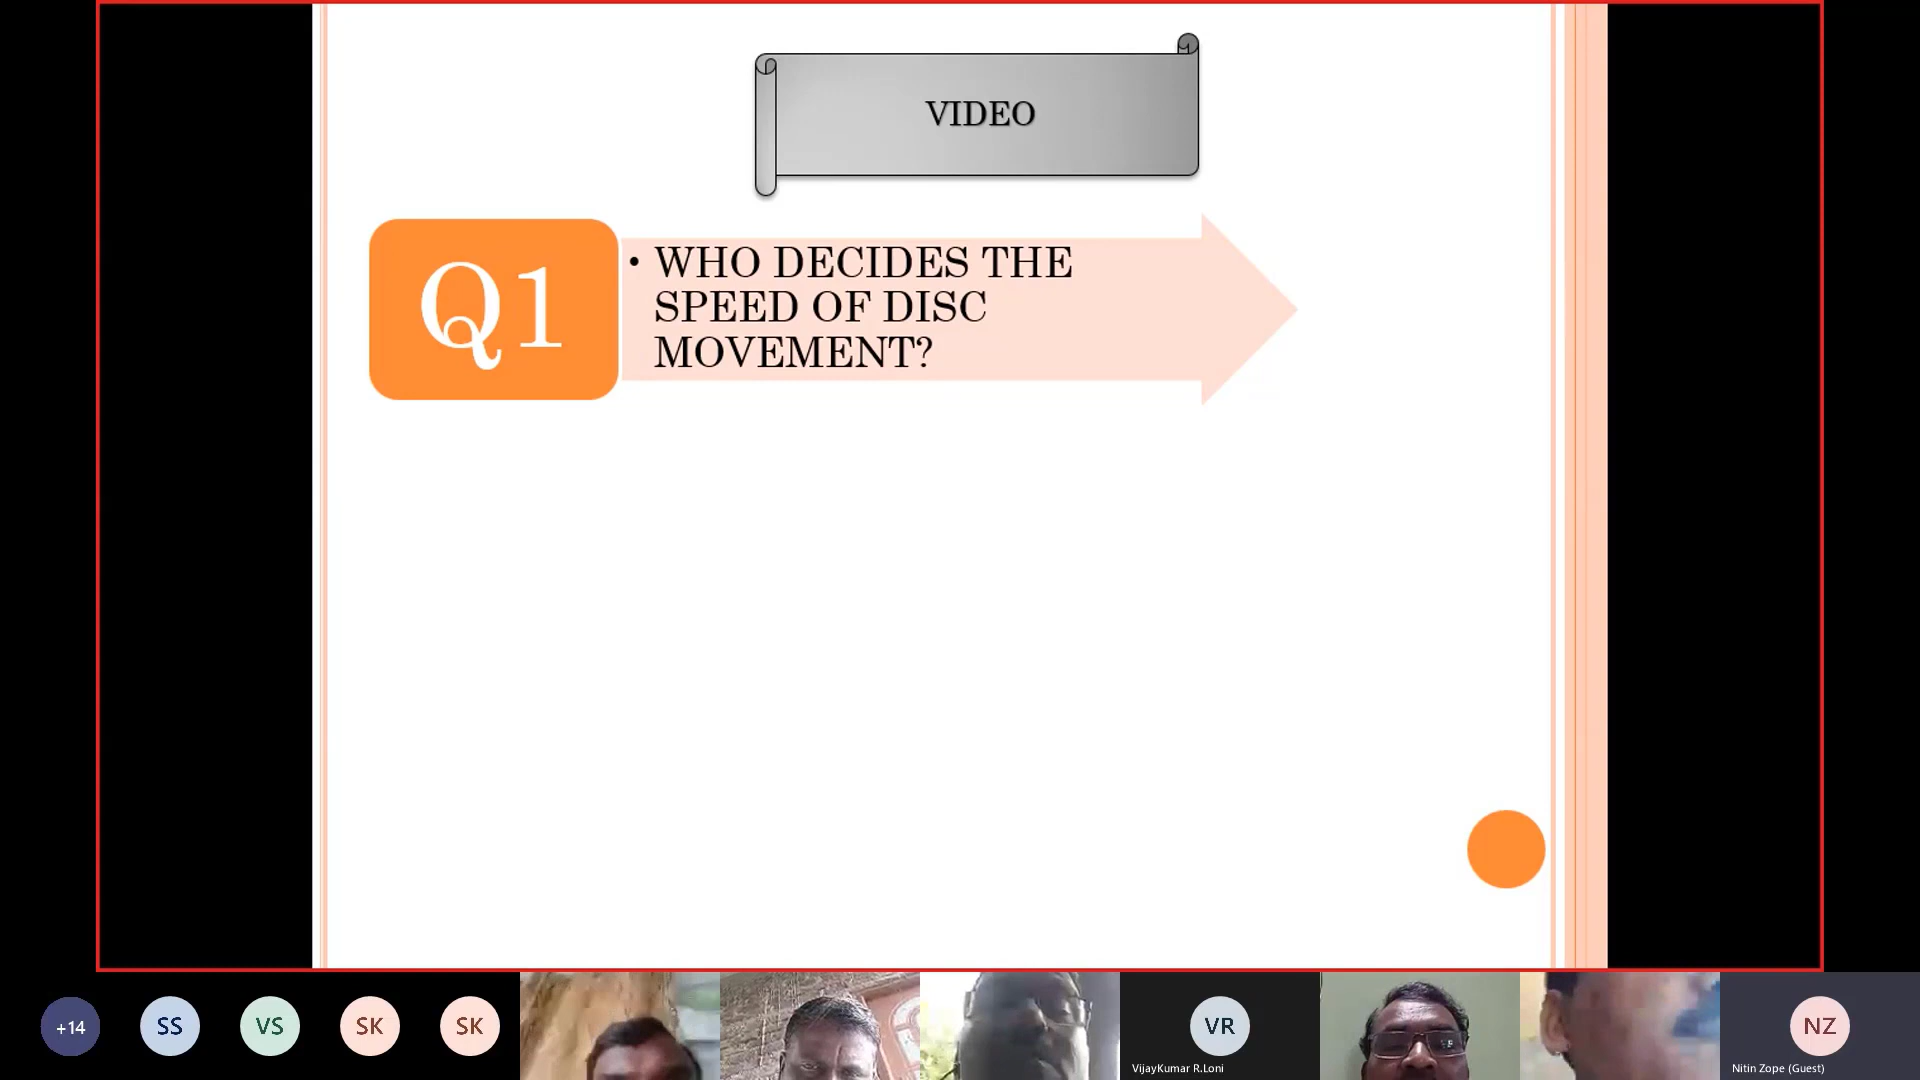 VIDEO
Q1
• WHO DECIDES THE
SPEED OF DISC
MOVEMENT?
+14
SS
VS
SK
SK
VR
VijayKumar R.Loni
NZ
Nitin Zope (Guest)